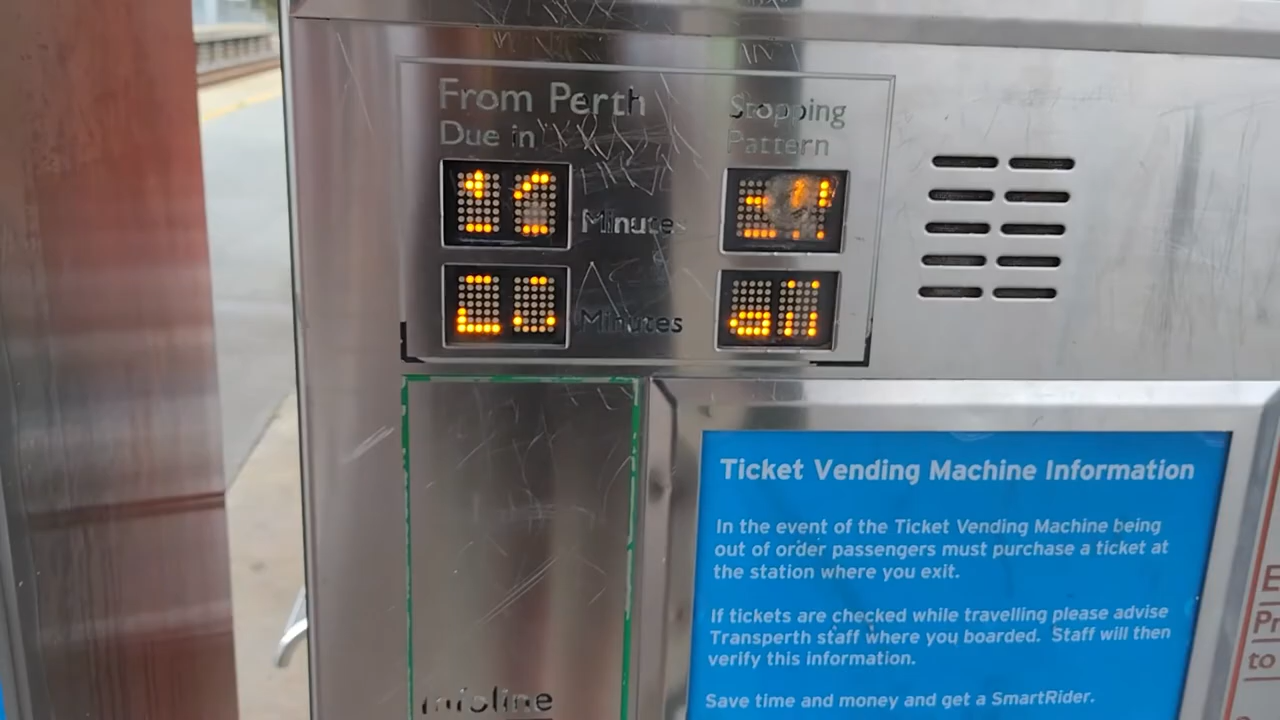 From Perth
Due in
Stopping
Pattern
Minutes
Minutes
all
Ticket Vending Machine Information
In the event of the Ticket Vending Machine being
out of order passengers must purchase a ticket at
the station where you exit.
If tickets are checked while travelling please advise
Transperth staff where you boarded. Staff will then
verify this information.
Save time and money and get a SmartRider.
Infoline
to